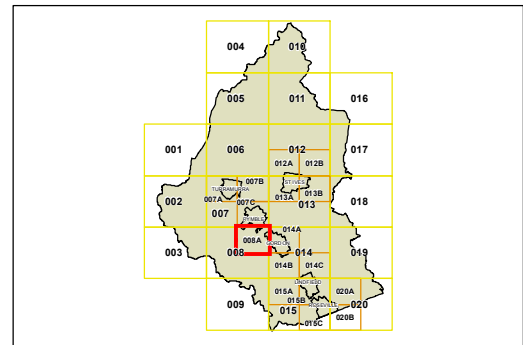 004 010
005 011 016
001 006 012 017
012A 012B
007B ST IVES
TURRAMURRA
002 007A 007C 013A 013B 018
007 013
PYMBLE
014A
008A GORDON
003 008 014 019
014B 014C
LINDFIELD
015A 020A
009 015B ROSEVILLE 020
015 020B
015C